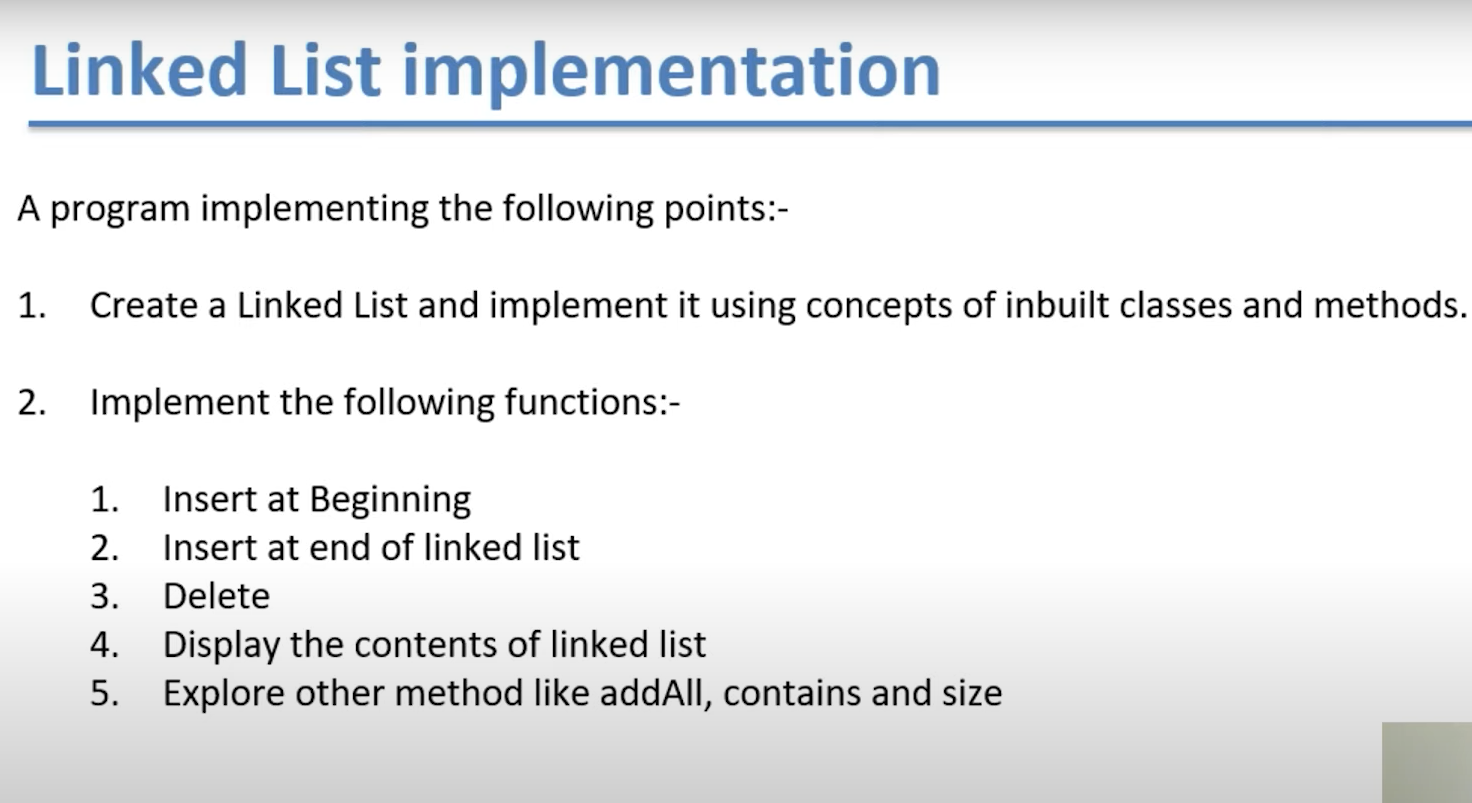 Linked List implementation
A program implementing the following points:-
1. Create a Linked List and implement it using concepts of inbuilt classes and methods.
2. Implement the following functions:-
1. Insert at Beginning
2. Insert at end of linked list
3. Delete
4. Display the contents of linked list
5. Explore other method like addAll, contains and size